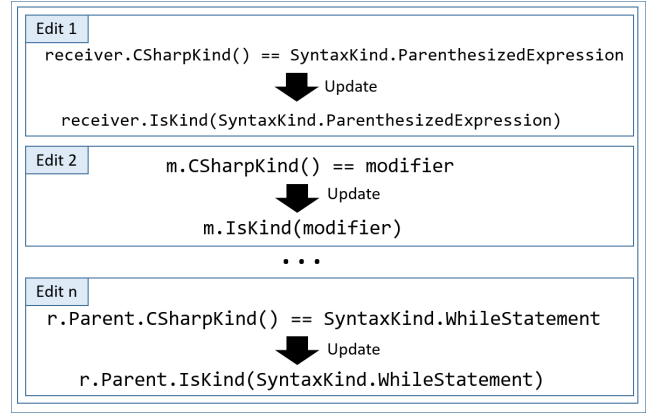 Edit 1
receiver.CSharpKind() == SyntaxKind.ParenthesizedExpression
Update
receiver.IsKind(SyntaxKind.ParenthesizedExpression)
Edit 2
m.CSharpKind() == modifier
Update
m.IsKind(modifier)
...
Edit n
r.Parent.CSharpKind() == SyntaxKind.WhileStatement
Update
r.Parent.IsKind(SyntaxKind.WhileStatement)